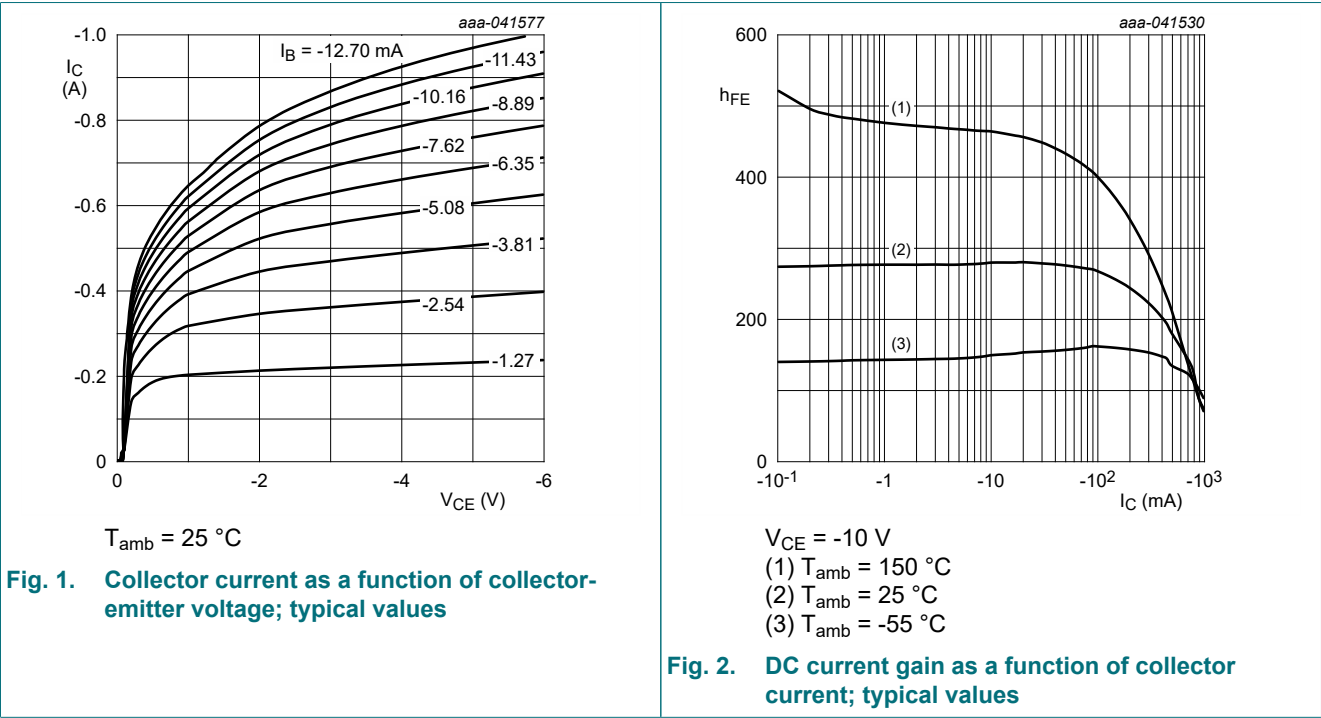 aaa-041577
-1.0
I_B = -12.70 mA
I_C
(A)
-11.43
-10.16
-8.89
-0.8
-7.62
-6.35
-0.6
-5.08
-3.81
-0.4
-2.54
-0.2
-1.27
0
0 -2 -4 -6
V_CE (V)
T_amb = 25 °C
Fig. 1. Collector current as a function of collector-
emitter voltage; typical values
aaa-041530
600
h_FE
(1)
400
(2)
200
(3)
0
-10^-1 -1 -10 -10^2 -10^3
I_C (mA)
V_CE = -10 V
(1) T_amb = 150 °C
(2) T_amb = 25 °C
(3) T_amb = -55 °C
Fig. 2. DC current gain as a function of collector
current; typical values